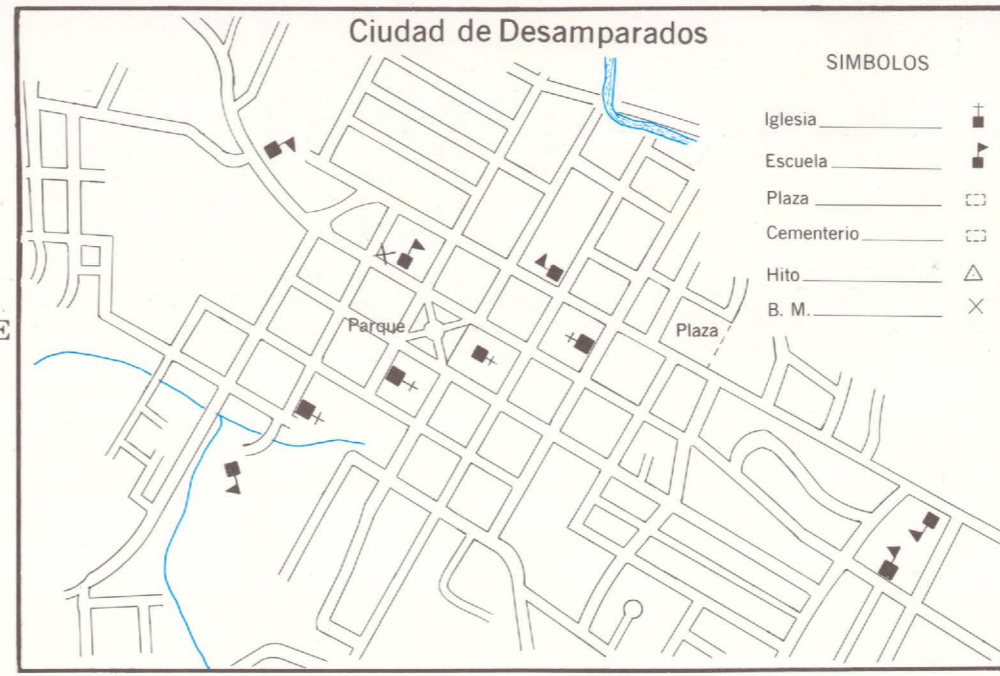 Ciudad de Desamparados
SIMBOLOS
Iglesia
Escuela
Plaza
Cementerio
Hito
B. M.
Parque
Plaza
E